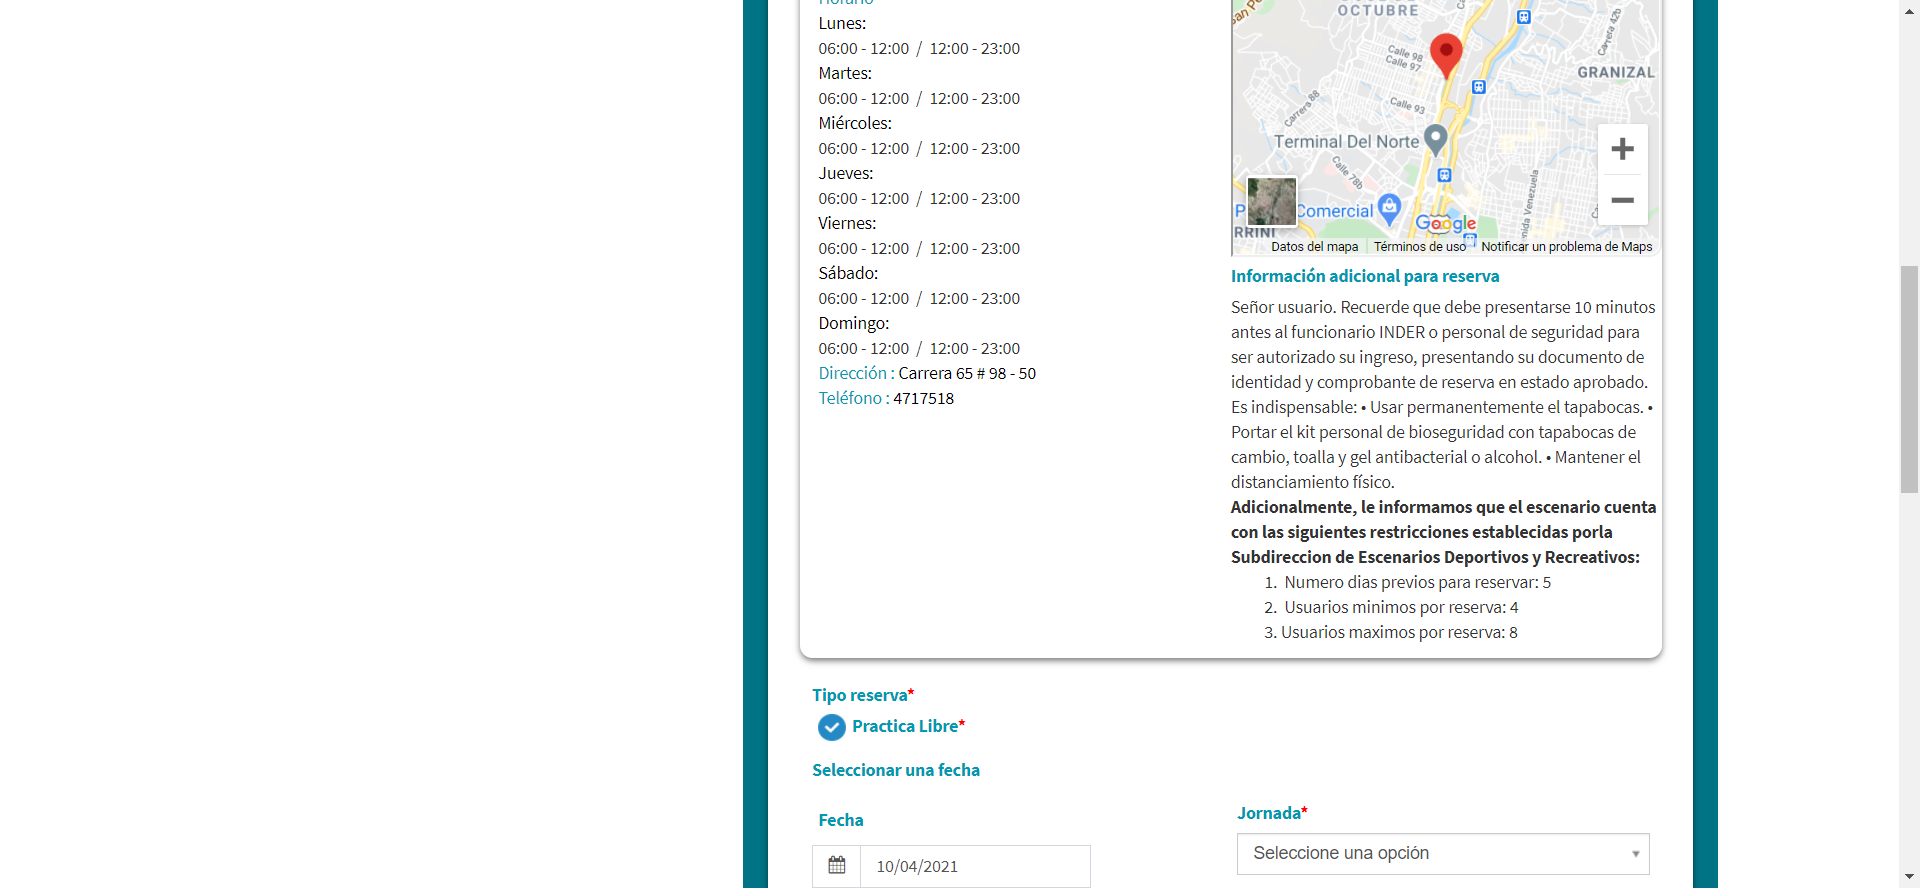 Horario
Lunes:
06:00 - 12:00 / 12:00 - 23:00
Martes:
06:00 - 12:00 / 12:00 - 23:00
Miércoles:
06:00 - 12:00 / 12:00 - 23:00
Jueves:
06:00 - 12:00 / 12:00 - 23:00
Viernes:
06:00 - 12:00 / 12:00 - 23:00
Sábado:
06:00 - 12:00 / 12:00 - 23:00
Domingo:
06:00 - 12:00 / 12:00 - 23:00
Dirección : Carrera 65 # 98 - 50
Teléfono : 4717518
OCTUBRE
Carrera 42b
Calle 98
Calle 97
GRANIZAL
Carrera 88
Calle 93
Terminal Del Norte
Calle 78b
Venezuela
Comercial
Google
RRINI
Datos del mapa
Términos de uso
Notificar un problema de Maps
Información adicional para reserva
Señor usuario. Recuerde que debe presentarse 10 minutos
antes al funcionario INDER o personal de seguridad para
ser autorizado su ingreso, presentando su documento de
identidad y comprobante de reserva en estado aprobado.
Es indispensable: • Usar permanentemente el tapabocas. •
Portar el kit personal de bioseguridad con tapabocas de
cambio, toalla y gel antibacterial o alcohol. • Mantener el
distanciamiento físico.
Adicionalmente, le informamos que el escenario cuenta
con las siguientes restricciones establecidas porla
Subdireccion de Escenarios Deportivos y Recreativos:
1. Numero dias previos para reservar: 5
2. Usuarios minimos por reserva: 4
3. Usuarios maximos por reserva: 8
Tipo reserva*
Practica Libre*
Seleccionar una fecha
Fecha
10/04/2021
Jornada*
Seleccione una opción